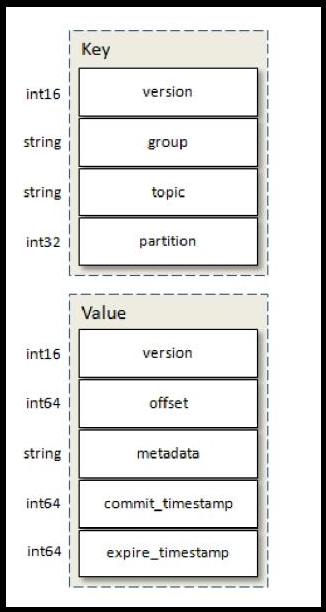 Key
int16 version
string group
string topic
int32 partition
Value
int16 version
int64 offset
string metadata
int64 commit_timestamp
int64 expire_timestamp